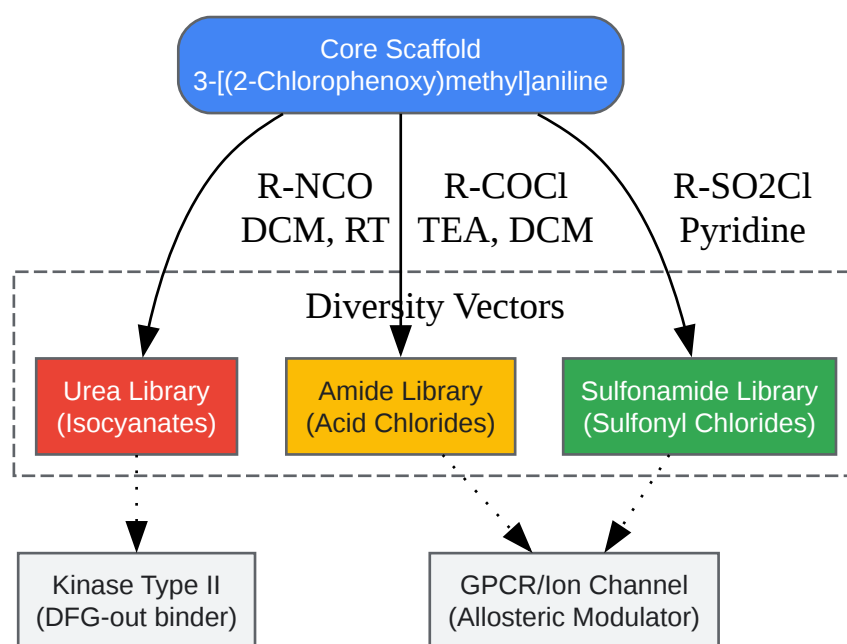 Core Scaffold
3-[(2-Chlorophenoxy)methyl]aniline
R-NCO
DCM, RT
R-COCl
TEA, DCM
R-SO2Cl
Pyridine
Diversity Vectors
Urea Library
(Isocyanates)
Amide Library
(Acid Chlorides)
Sulfonamide Library
(Sulfonyl Chlorides)
Kinase Type II
(DFG-out binder)
GPCR/Ion Channel
(Allosteric Modulator)